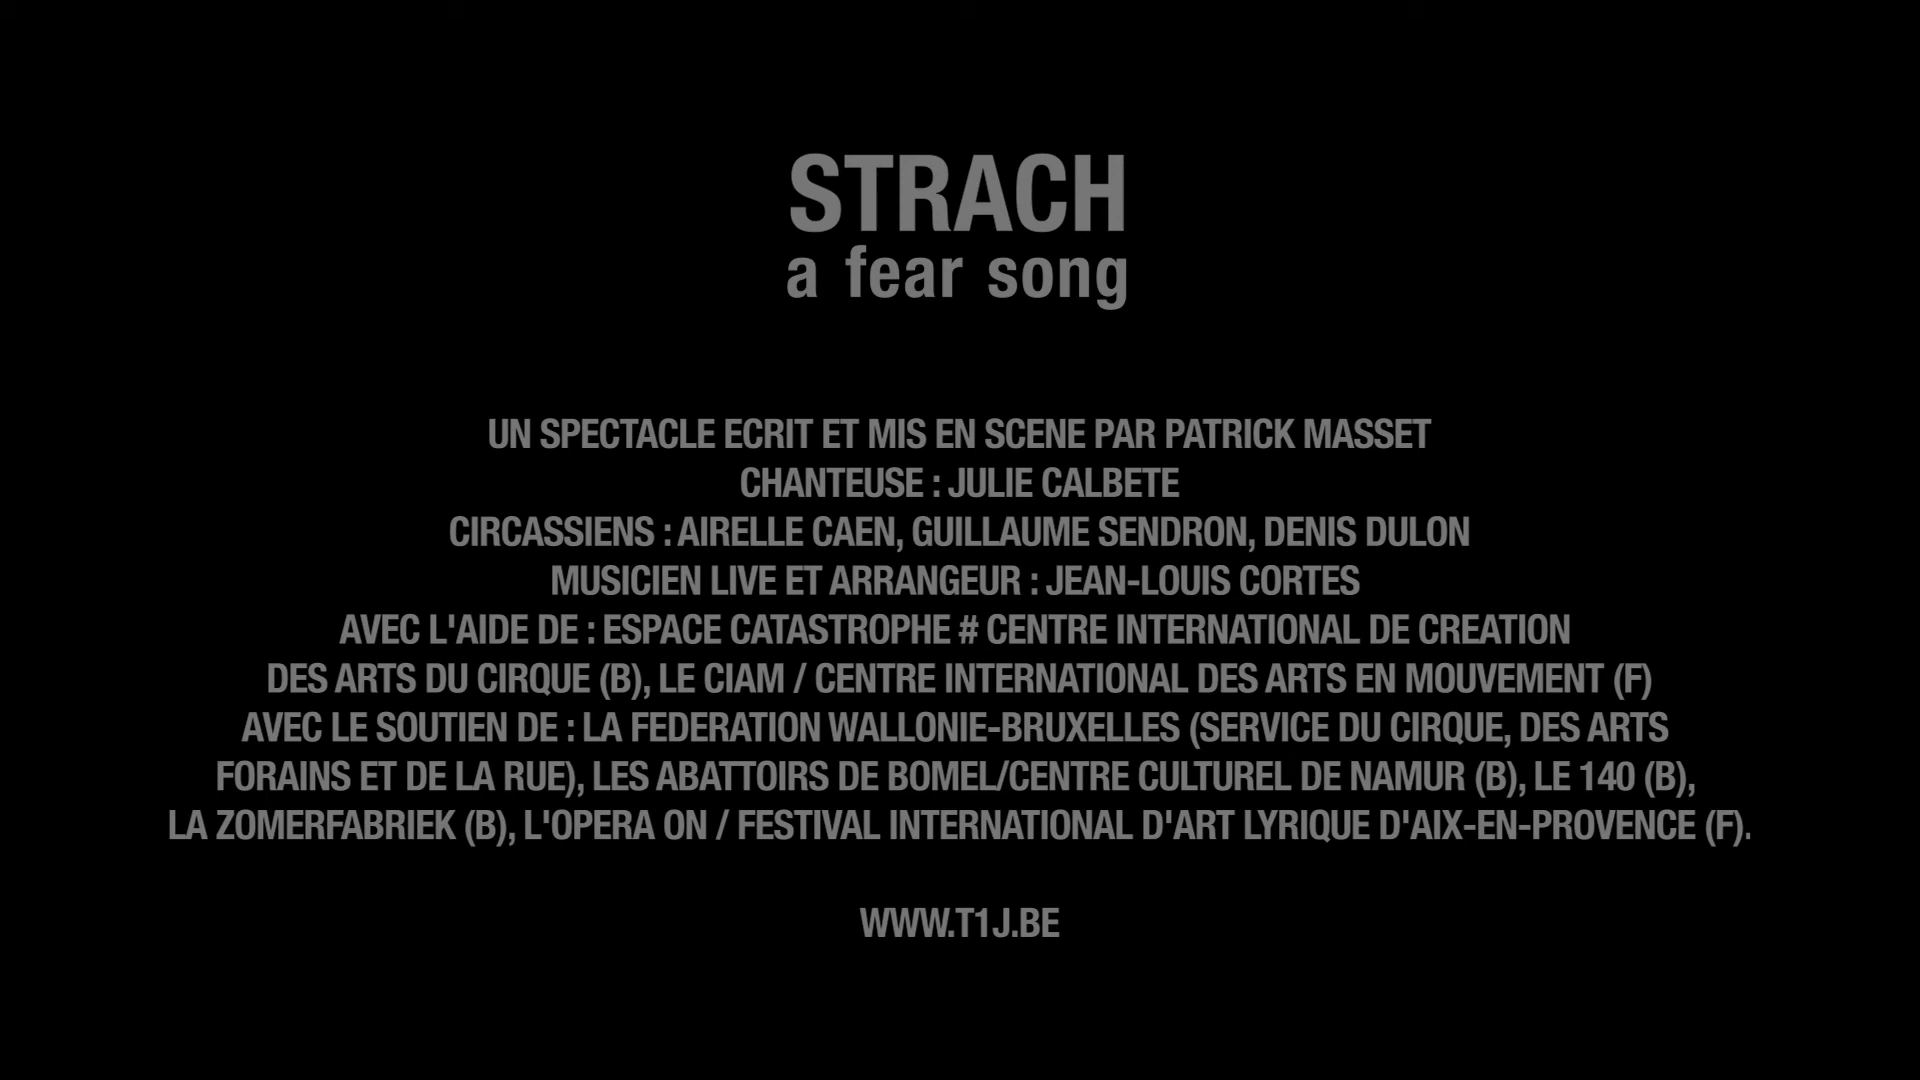 STRACH
a fear song
UN SPECTACLE ECRIT ET MIS EN SCENE PAR PATRICK MASSET
CHANTEUSE : JULIE CALBETE
CIRCASSIENS : AIRELLE CAEN, GUILLAUME SENDRON, DENIS DULON
MUSICIEN LIVE ET ARRANGEUR : JEAN-LOUIS CORTES
AVEC L'AIDE DE : ESPACE CATASTROPHE # CENTRE INTERNATIONAL DE CREATION
DES ARTS DU CIRQUE (B), LE CIAM / CENTRE INTERNATIONAL DES ARTS EN MOUVEMENT (F)
AVEC LE SOUTIEN DE : LA FEDERATION WALLONIE-BRUXELLES (SERVICE DU CIRQUE, DES ARTS
FORAINS ET DE LA RUE), LES ABATTOIRS DE BOMEL/CENTRE CULTUREL DE NAMUR (B), LE 140 (B),
LA ZOMERFABRIEK (B), L'OPERA ON / FESTIVAL INTERNATIONAL D'ART LYRIQUE D'AIX-EN-PROVENCE (F).
WWW.T1J.BE